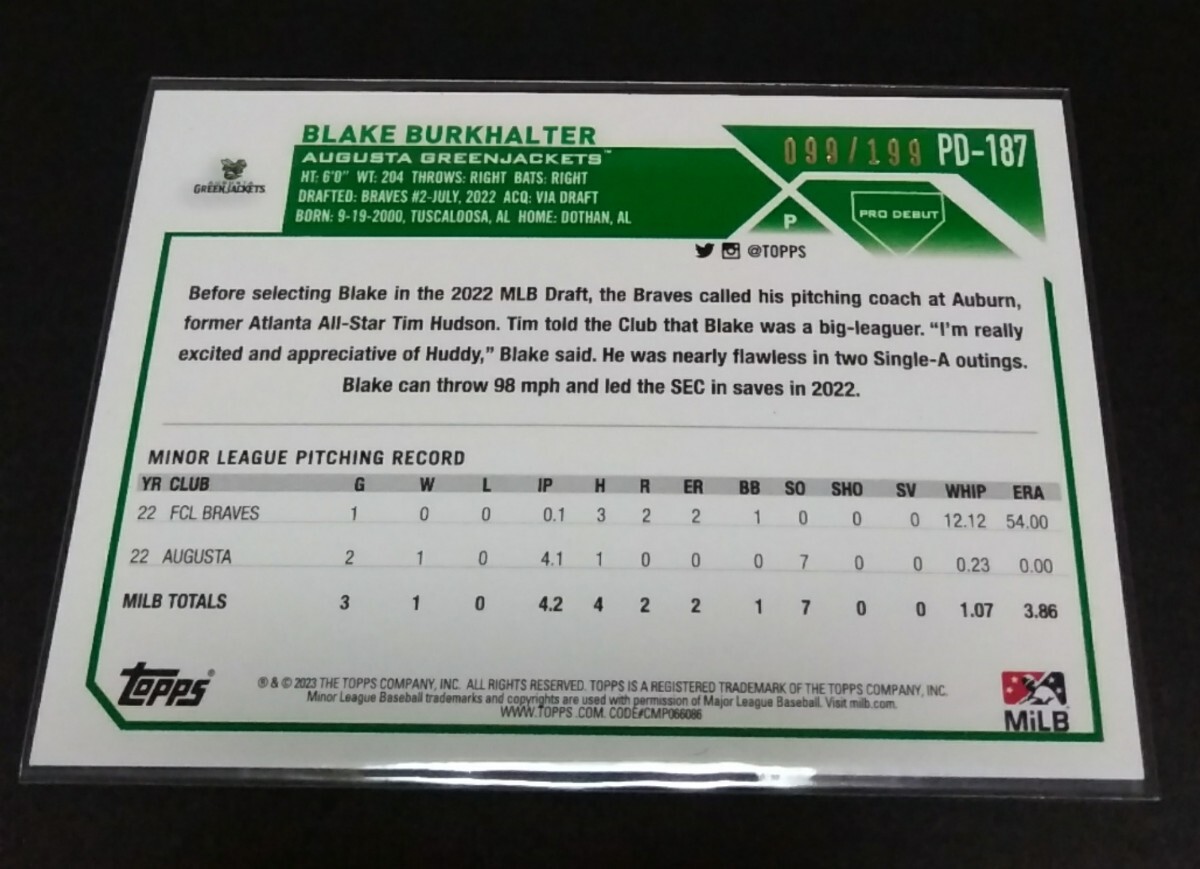 BLAKE BURKHALTER
099/199 PD-187
AUGUSTA GREENJACKETS™
GREENJACKETS
HT: 6'0" WT: 204 THROWS: RIGHT BATS: RIGHT
DRAFTED: BRAVES #2-JULY, 2022 ACQ: VIA DRAFT
BORN: 9-19-2000, TUSCALOOSA, AL HOME: DOTHAN, AL
P
PRO DEBUT
@TOPPS
Before selecting Blake in the 2022 MLB Draft, the Braves called his pitching coach at Auburn,
former Atlanta All-Star Tim Hudson. Tim told the Club that Blake was a big-leaguer. "I'm really
excited and appreciative of Huddy," Blake said. He was nearly flawless in two Single-A outings.
Blake can throw 98 mph and led the SEC in saves in 2022.
MINOR LEAGUE PITCHING RECORD
YR CLUB G W L IP H R ER BB SO SHO SV WHIP ERA
22 FCL BRAVES 1 0 0 0.1 3 2 2 1 0 0 0 12.12 54.00
22 AUGUSTA 2 1 0 4.1 1 0 0 0 7 0 0 0.23 0.00
MILB TOTALS 3 1 0 4.2 4 2 2 1 7 0 0 1.07 3.86
Topps®
® & © 2023 THE TOPPS COMPANY, INC. ALL RIGHTS RESERVED. TOPPS IS A REGISTERED TRADEMARK OF THE TOPPS COMPANY, INC.
Minor League Baseball trademarks and copyrights are used with permission of Major League Baseball. Visit milb.com.
WWW.TOPPS.COM. CODE#CMP066086
MiLB